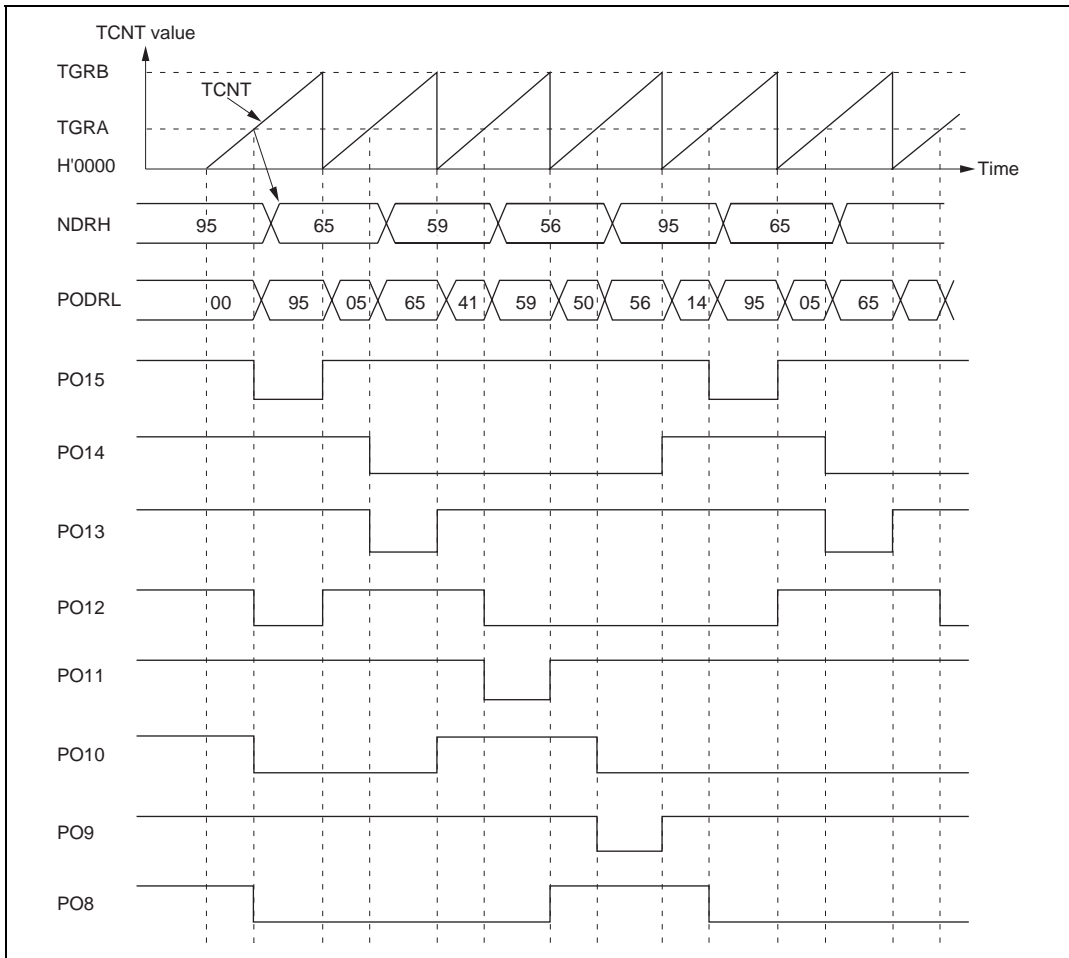 TCNT value
TGRB
TCNT
TGRA
H'0000
Time
NDRH 95 65 59 56 95 65
PODRL 00 95 05 65 41 59 50 56 14 95 05 65
PO15
PO14
PO13
PO12
PO11
PO10
PO9
PO8